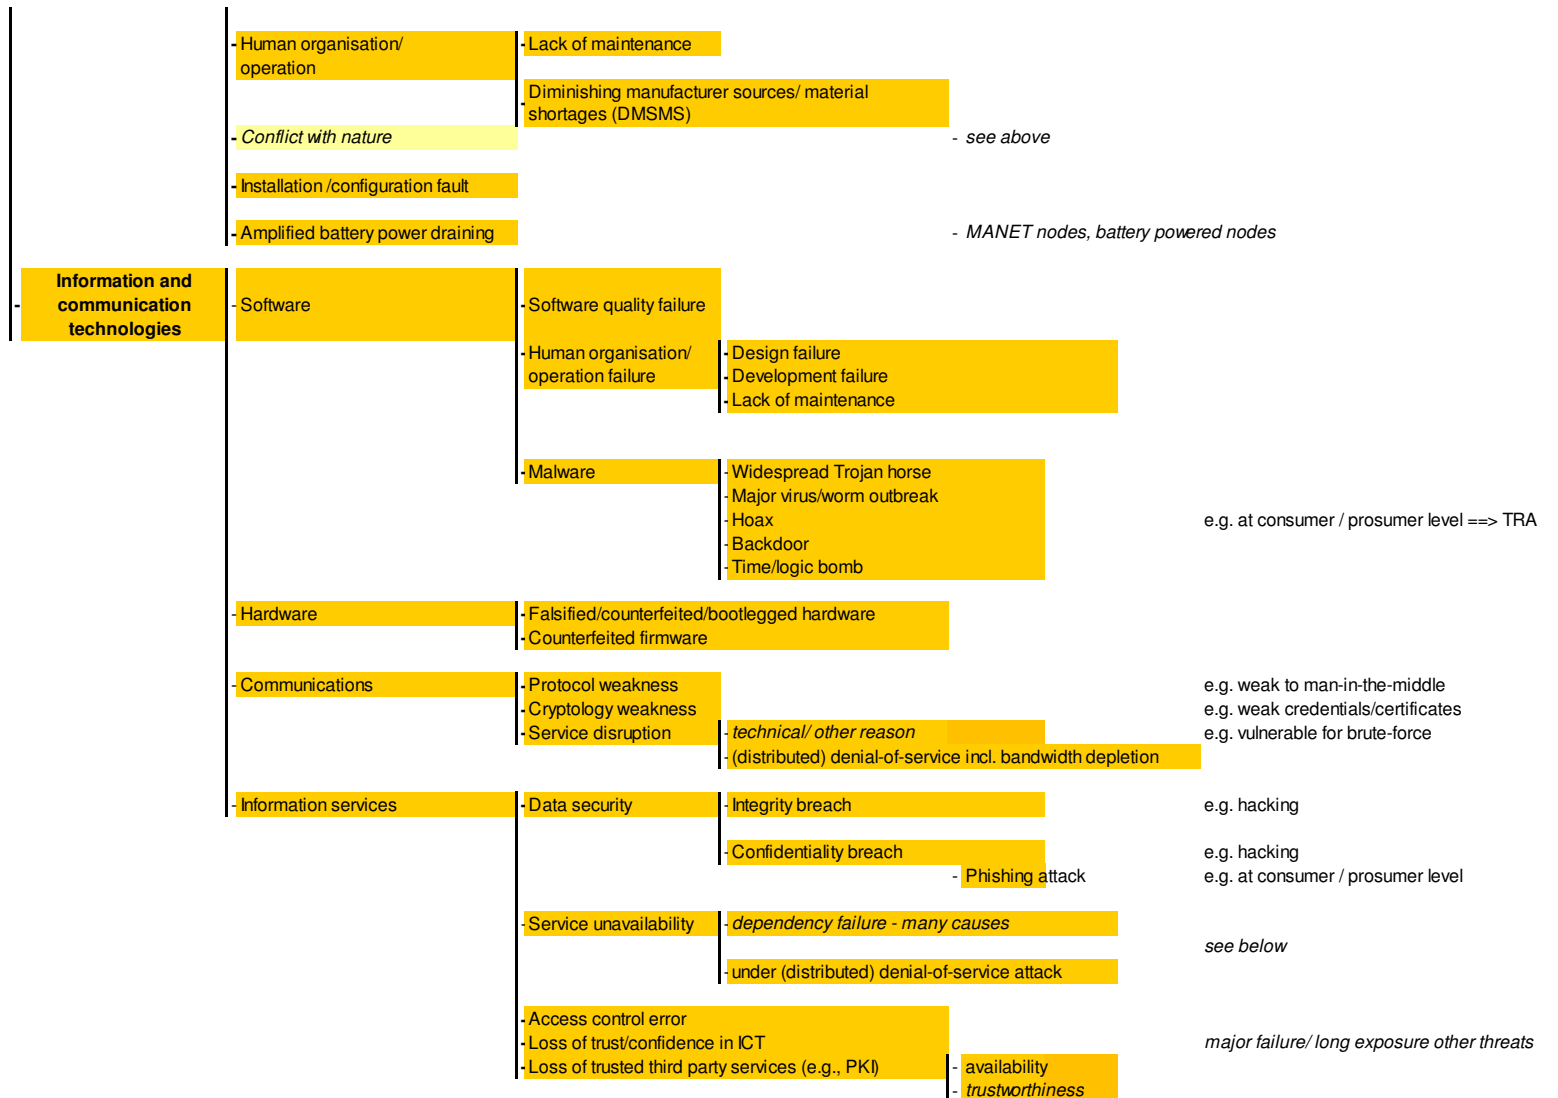 - Human organisation/
operation
- Lack of maintenance
- Diminishing manufacturer sources/ material
shortages (DMSMS)
- Conflict with nature
- see above
- Installation /configuration fault
- Amplified battery power draining
- MANET nodes, battery powered nodes
- Information and
communication
technologies
- Software
- Software quality failure
- Human organisation/
operation failure
- Design failure
- Development failure
- Lack of maintenance
- Malware
- Widespread Trojan horse
- Major virus/worm outbreak
- Hoax
e.g. at consumer / prosumer level ==> TRA
- Backdoor
- Time/logic bomb
- Hardware
- Falsified/counterfeited/bootlegged hardware
- Counterfeited firmware
- Communications
- Protocol weakness
e.g. weak to man-in-the-middle
- Cryptology weakness
e.g. weak credentials/certificates
- Service disruption
- technical/ other reason
e.g. vulnerable for brute-force
- (distributed) denial-of-service incl. bandwidth depletion
- Information services
- Data security
- Integrity breach
e.g. hacking
- Confidentiality breach
e.g. hacking
- Phishing attack
e.g. at consumer / prosumer level
- Service unavailability
- dependency failure - many causes
see below
- under (distributed) denial-of-service attack
- Access control error
- Loss of trust/confidence in ICT
major failure/ long exposure other threats
- Loss of trusted third party services (e.g., PKI)
- availability
- trustworthiness